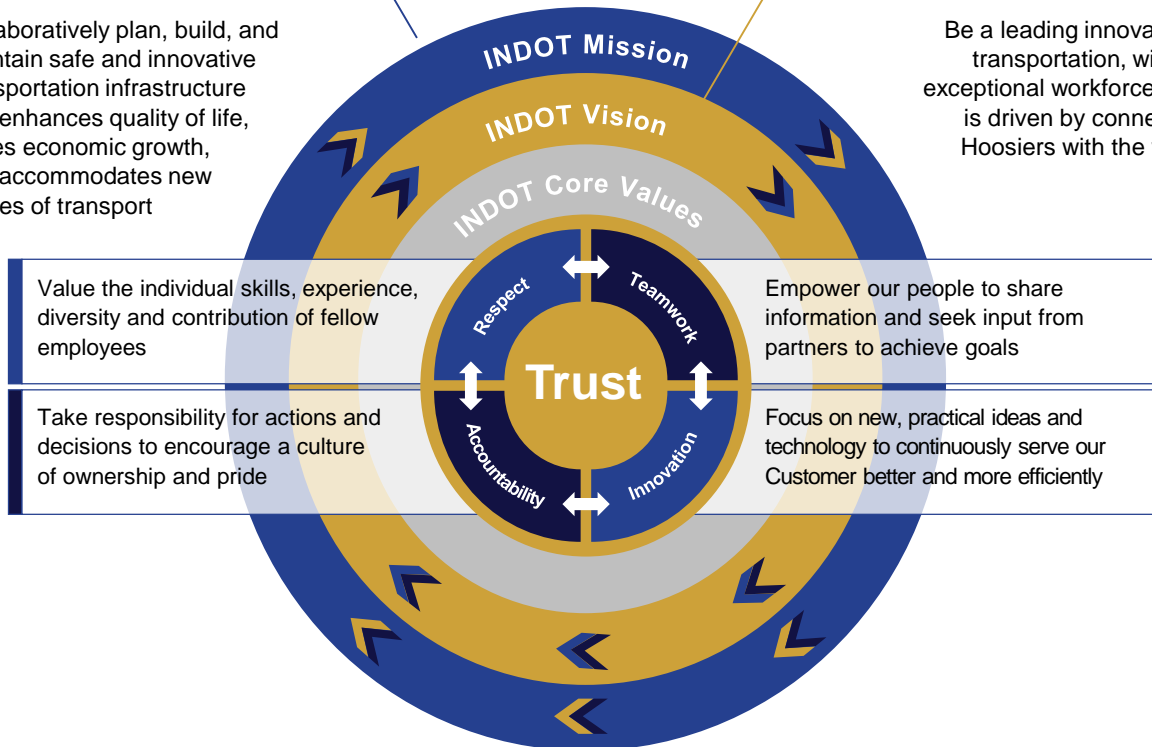 aboratively plan, build, and
ntain safe and innovative
sportation infrastructure
enhances quality of life,
es economic growth,
accommodates new
es of transport
INDOT Mission
INDOT Vision
INDOT Core Values
Be a leading innova
transportation, wi
exceptional workforce
is driven by conne
Hoosiers with the
Value the individual skills, experience,
diversity and contribution of fellow
employees
Respect
Teamwork
Empower our people to share
information and seek input from
partners to achieve goals
Trust
Take responsibility for actions and
decisions to encourage a culture
of ownership and pride
Accountability
Innovation
Focus on new, practical ideas and
technology to continuously serve our
Customer better and more efficiently